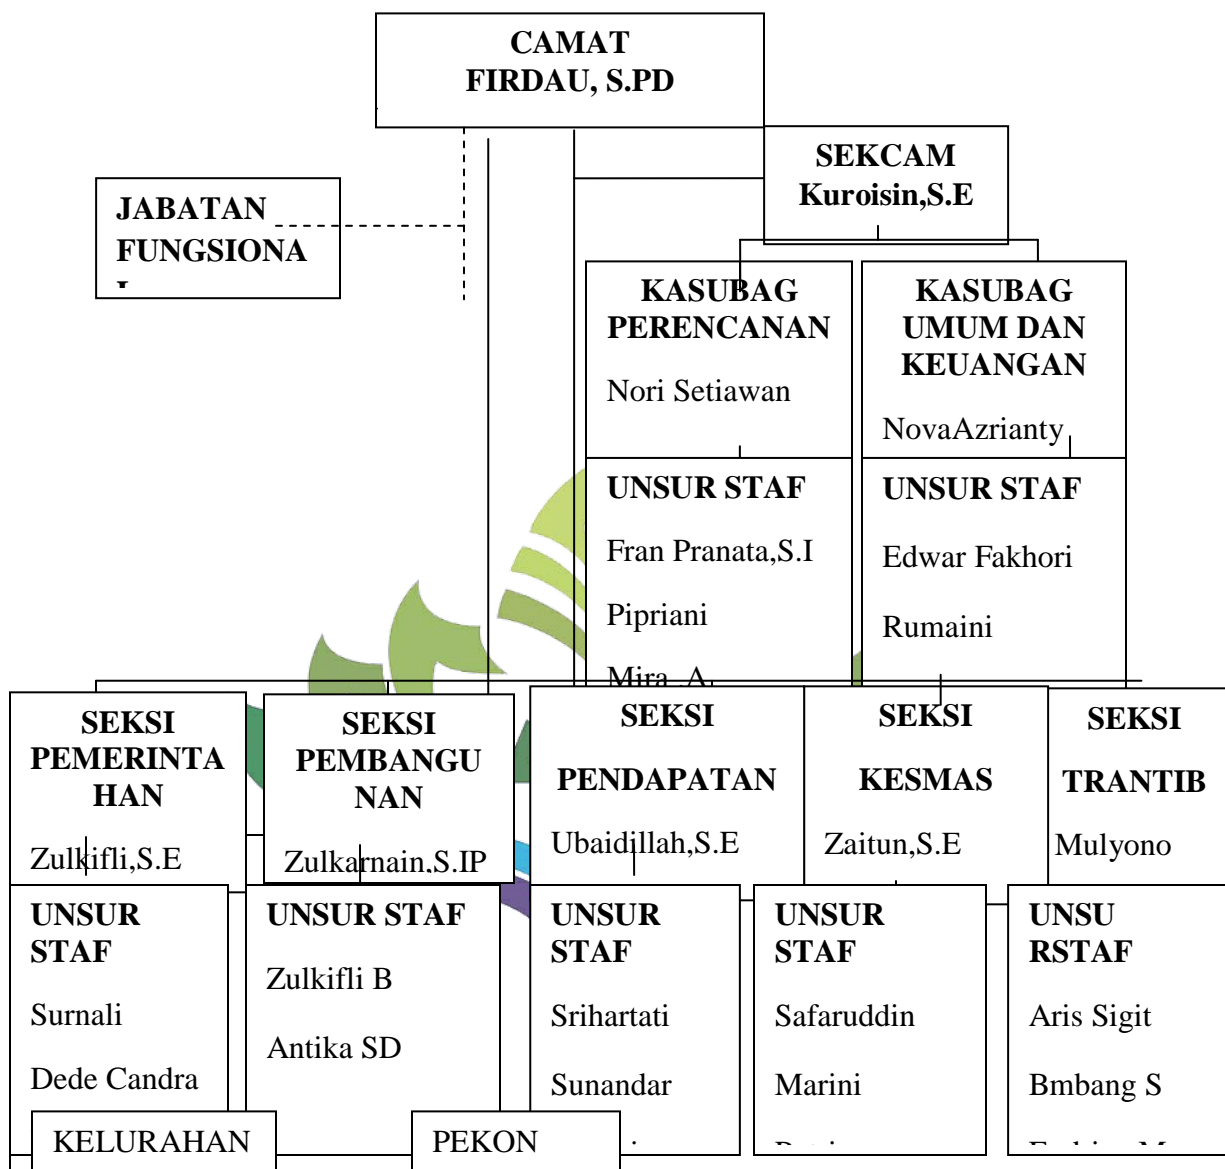 CAMAT
FIRDAU, S.PD
SEKCAM
Kuroisin,S.E
JABATAN
FUNGSIONA
KASUBAG
PERENCANAN
Nori Setiawan
KASUBAG
UMUM DAN
KEUANGAN
NovaAzrianty
UNSUR STAF
Fran Pranata,S.I
Pipriani
Mira .A
UNSUR STAF
Edwar Fakhori
Rumaini
SEKSI
PEMERINTA
HAN
Zulkifli,S.E
SEKSI
PEMBANGU
NAN
Zulkarnain,S.IP
SEKSI
PENDAPATAN
Ubaidillah,S.E
SEKSI
KESMAS
Zaitun,S.E
SEKSI
TRANTIB
Mulyono
UNSUR
STAF
Surnali
Dede Candra
UNSUR STAF
Zulkifli B
Antika SD
UNSUR
STAF
Srihartati
Sunandar
UNSUR
STAF
Safaruddin
Marini
UNSU
RSTAF
Aris Sigit
Bmbang S
KELURAHAN
PEKON